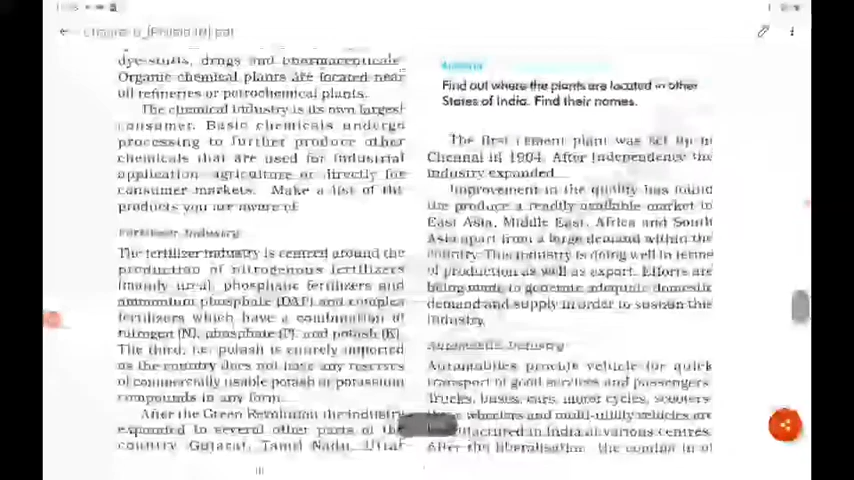 dye-stuffs, drugs and pharmaceuticals.
Organic chemical plants are located near
oil refineries or petrochemical plants.
The chemical industry is its own largest
consumer. Basic chemicals undergo
processing to further produce other
chemicals that are used for industrial
application, agriculture or directly for
consumer markets. Make a list of the
products you are aware of.
Fertilizer Industry
The fertilizer industry is centred around the
production of nitrogenous fertilizers
(mainly urea), phosphatic fertilizers and
ammonium phosphate (DAP) and complex
fertilizers which have a combination of
nitrogen (N), phosphate (P), and potash (K).
The third, i.e. potash is entirely imported
as the country does not have any reserves
of commercially usable potash or potassium
compounds in any form.
After the Green Revolution the industry
expanded to several other parts of the
country. Gujarat, Tamil Nadu, Uttar
Find out where the plants are located in other
States of India. Find their names.
The first cement plant was set up in
Chennai in 1904. After Independence the
industry expanded.
Improvement in the quality has found
the produce a readily available market in
East Asia, Middle East, Africa and South
Asia apart from a large demand within the
country. This industry is doing well in terms
of production as well as export. Efforts are
being made to generate adequate domestic
demand and supply in order to sustain this
industry.
Automobile Industry
Automobiles provide vehicle for quick
transport of good services and passengers.
Trucks, buses, cars, motor cycles, scooters,
wheelers and multi-utility vehicles are
in India at various centres.
After the liberalisation, the coming in of